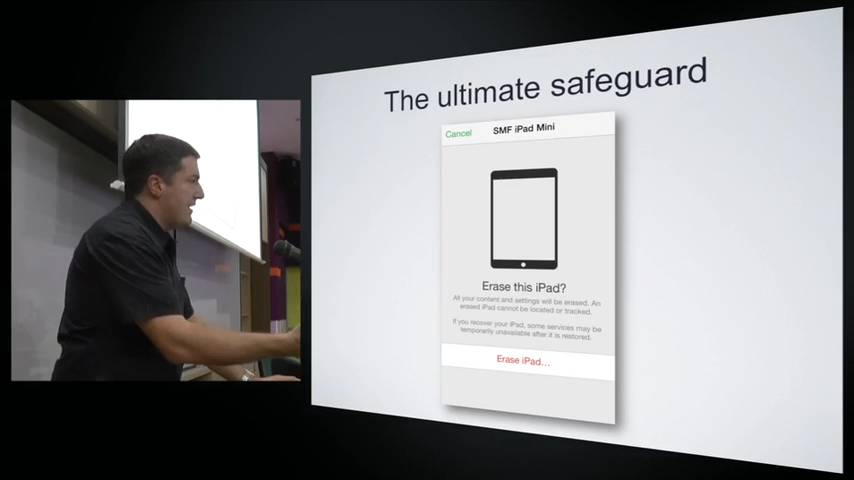 The ultimate safeguard
Cancel
SMF iPad Mini
Erase this iPad?
All your content and settings will be erased. An
erased iPad cannot be located or tracked.
If you recover your iPad, some services may be
temporarily unavailable after it is restored.
Erase iPad...